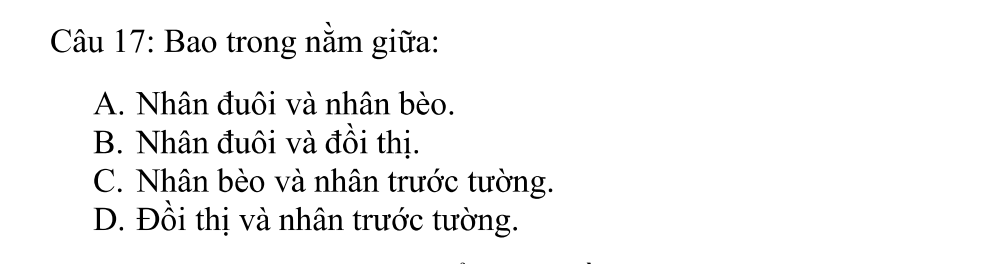 Câu 17: Bao trong nằm giữa:
A. Nhân đuôi và nhân bèo.
B. Nhân đuôi và đồi thị.
C. Nhân bèo và nhân trước tường.
D. Đồi thị và nhân trước tường.